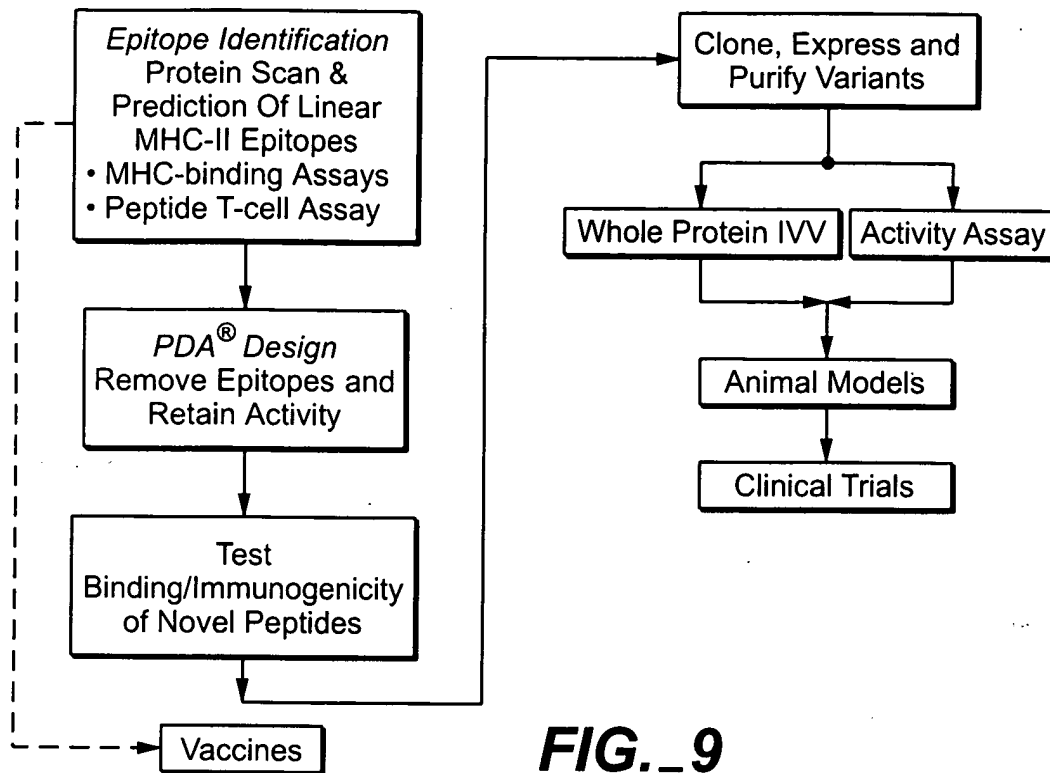 Epitope Identification
Protein Scan &
Prediction Of Linear
MHC-II Epitopes
• MHC-binding Assays
• Peptide T-cell Assay
PDA® Design
Remove Epitopes and
Retain Activity
Test
Binding/Immunogenicity
of Novel Peptides
Vaccines
Clone, Express and
Purify Variants
Whole Protein IVV
Activity Assay
Animal Models
Clinical Trials
FIG._9